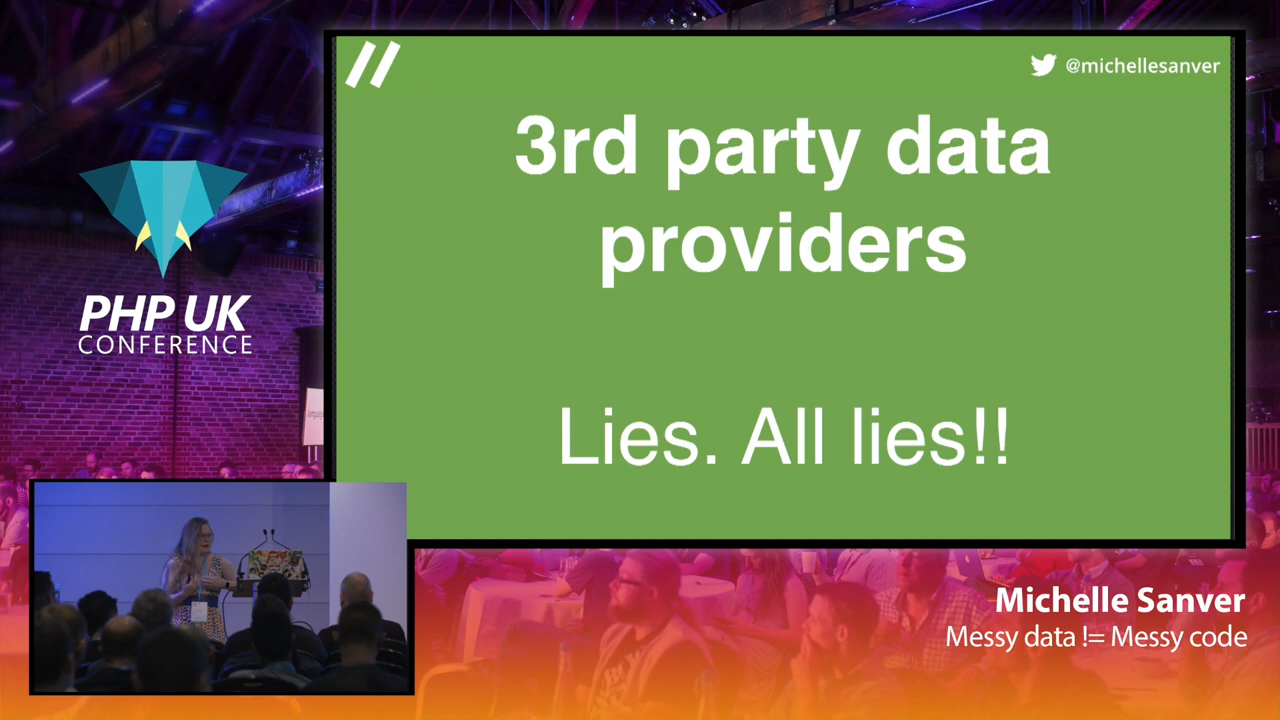 @michellesanver
3rd party data
providers
Lies. All lies!!
PHP UK
CONFERENCE
Michelle Sanver
Messy data != Messy code